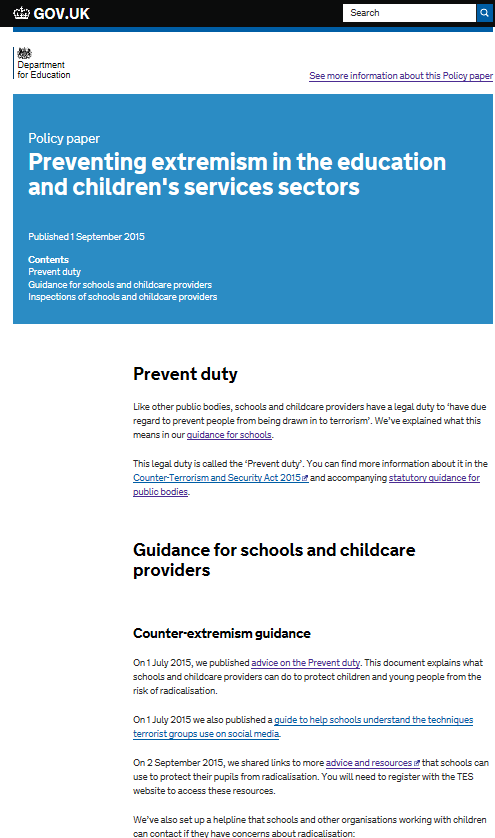 GOV.UK
Search
Department
for Education
See more information about this Policy paper
Policy paper
Preventing extremism in the education
and children's services sectors
Published 1 September 2015
Contents
Prevent duty
Guidance for schools and childcare providers
Inspections of schools and childcare providers
Prevent duty
Like other public bodies, schools and childcare providers have a legal duty to ‘have due
regard to prevent people from being drawn in to terrorism’. We’ve explained what this
means in our guidance for schools.
This legal duty is called the ‘Prevent duty’. You can find more information about it in the
Counter-Terrorism and Security Act 2015 and accompanying statutory guidance for
public bodies.
Guidance for schools and childcare
providers
Counter-extremism guidance
On 1 July 2015, we published advice on the Prevent duty. This document explains what
schools and childcare providers can do to protect children and young people from the
risk of radicalisation.
On 1 July 2015 we also published a guide to help schools understand the techniques
terrorist groups use on social media.
On 2 September 2015, we shared links to more advice and resources that schools can
use to protect their pupils from radicalisation. You will need to register with the TES
website to access these resources.
We’ve also set up a helpline that schools and other organisations working with children
can contact if they have concerns about radicalisation: